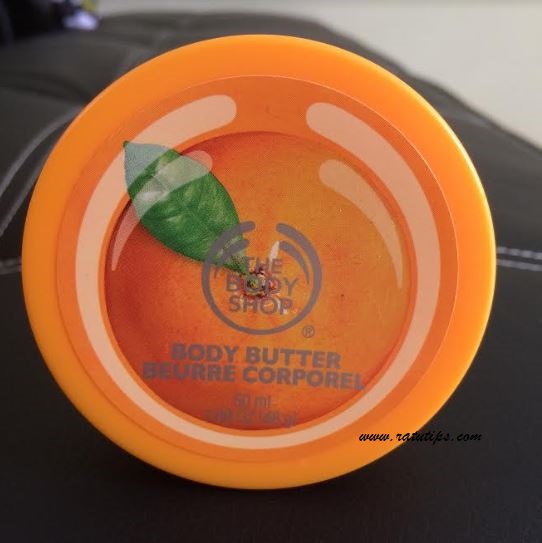 THE
BODY
SHOP
®
BODY BUTTER
BEURRE CORPOREL
50 ml
www.ratutips.com